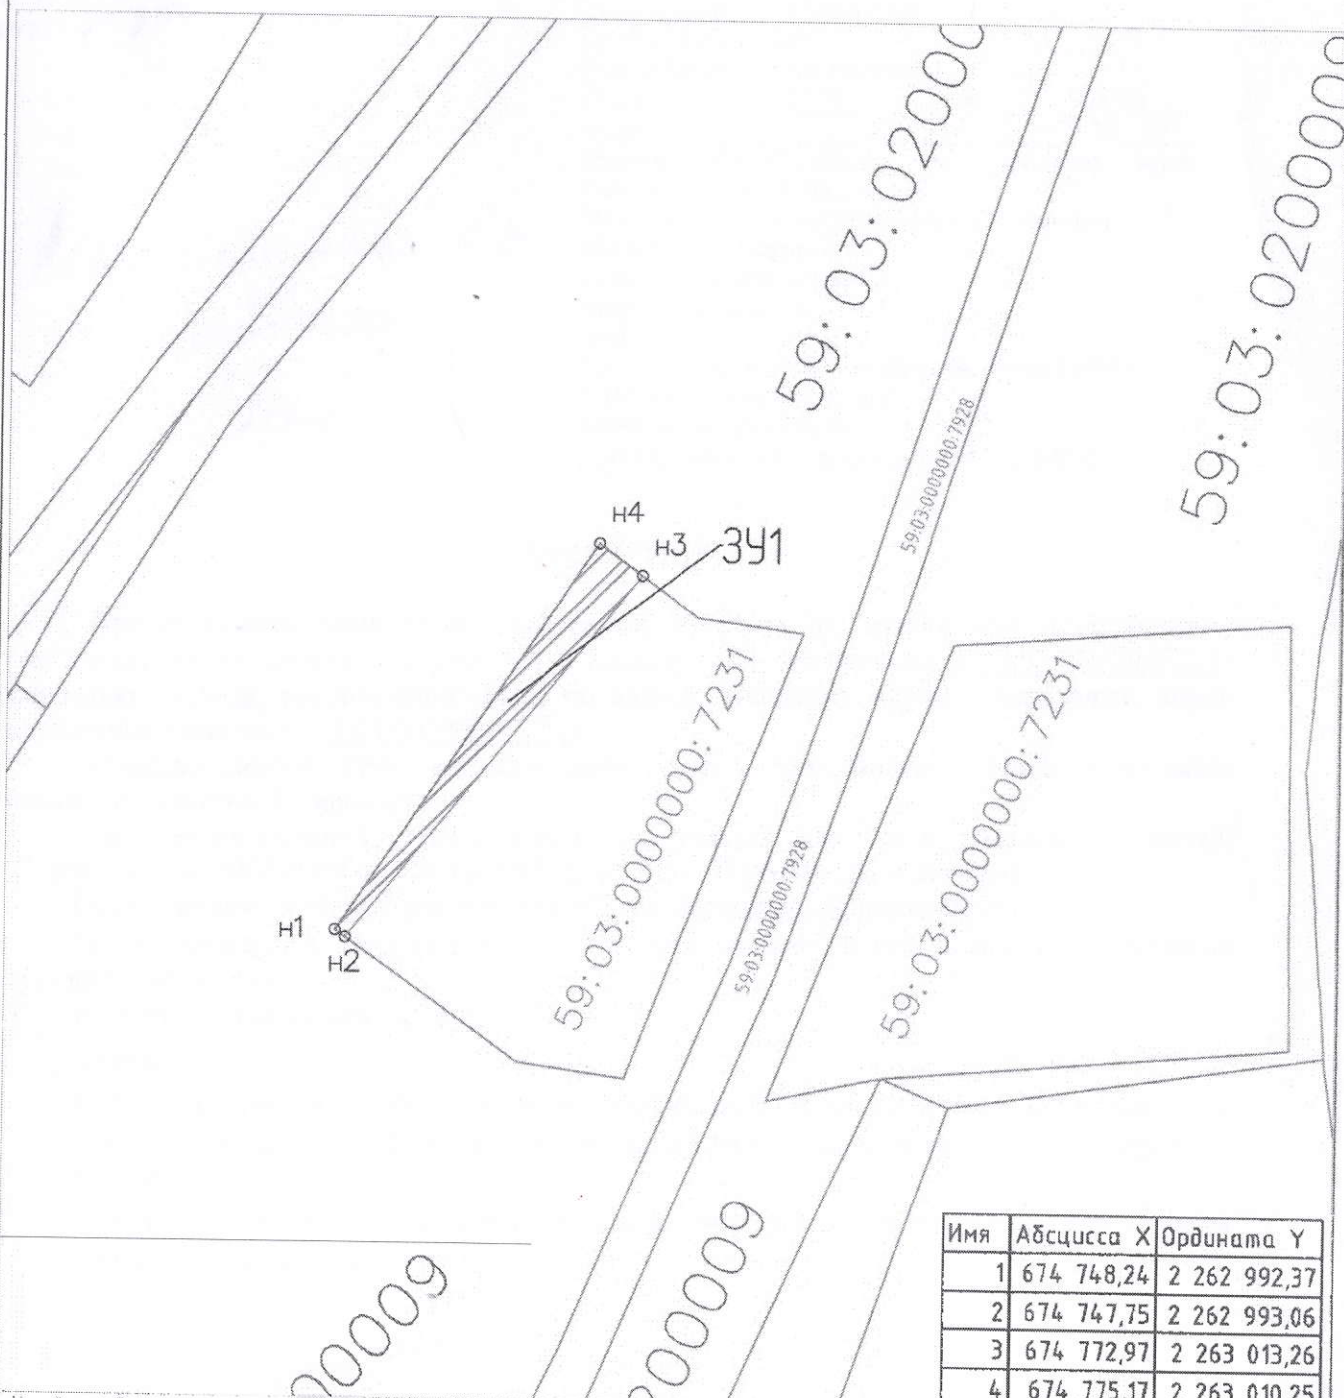 59:03:02000
59:03:0200009
59:03:0000000:7928
н4
н3
ЗУ1
59:03:0000000:7231
59:03:0000000:7231
59:03:0000000:7928
н1
н2
Имя Абсцисса X Ордината Y
1 674 748,24 2 262 992,37
2 674 747,75 2 262 993,06
3 674 772,97 2 263 013,26
4 674 775,17 2 263 010,25
00009
20009